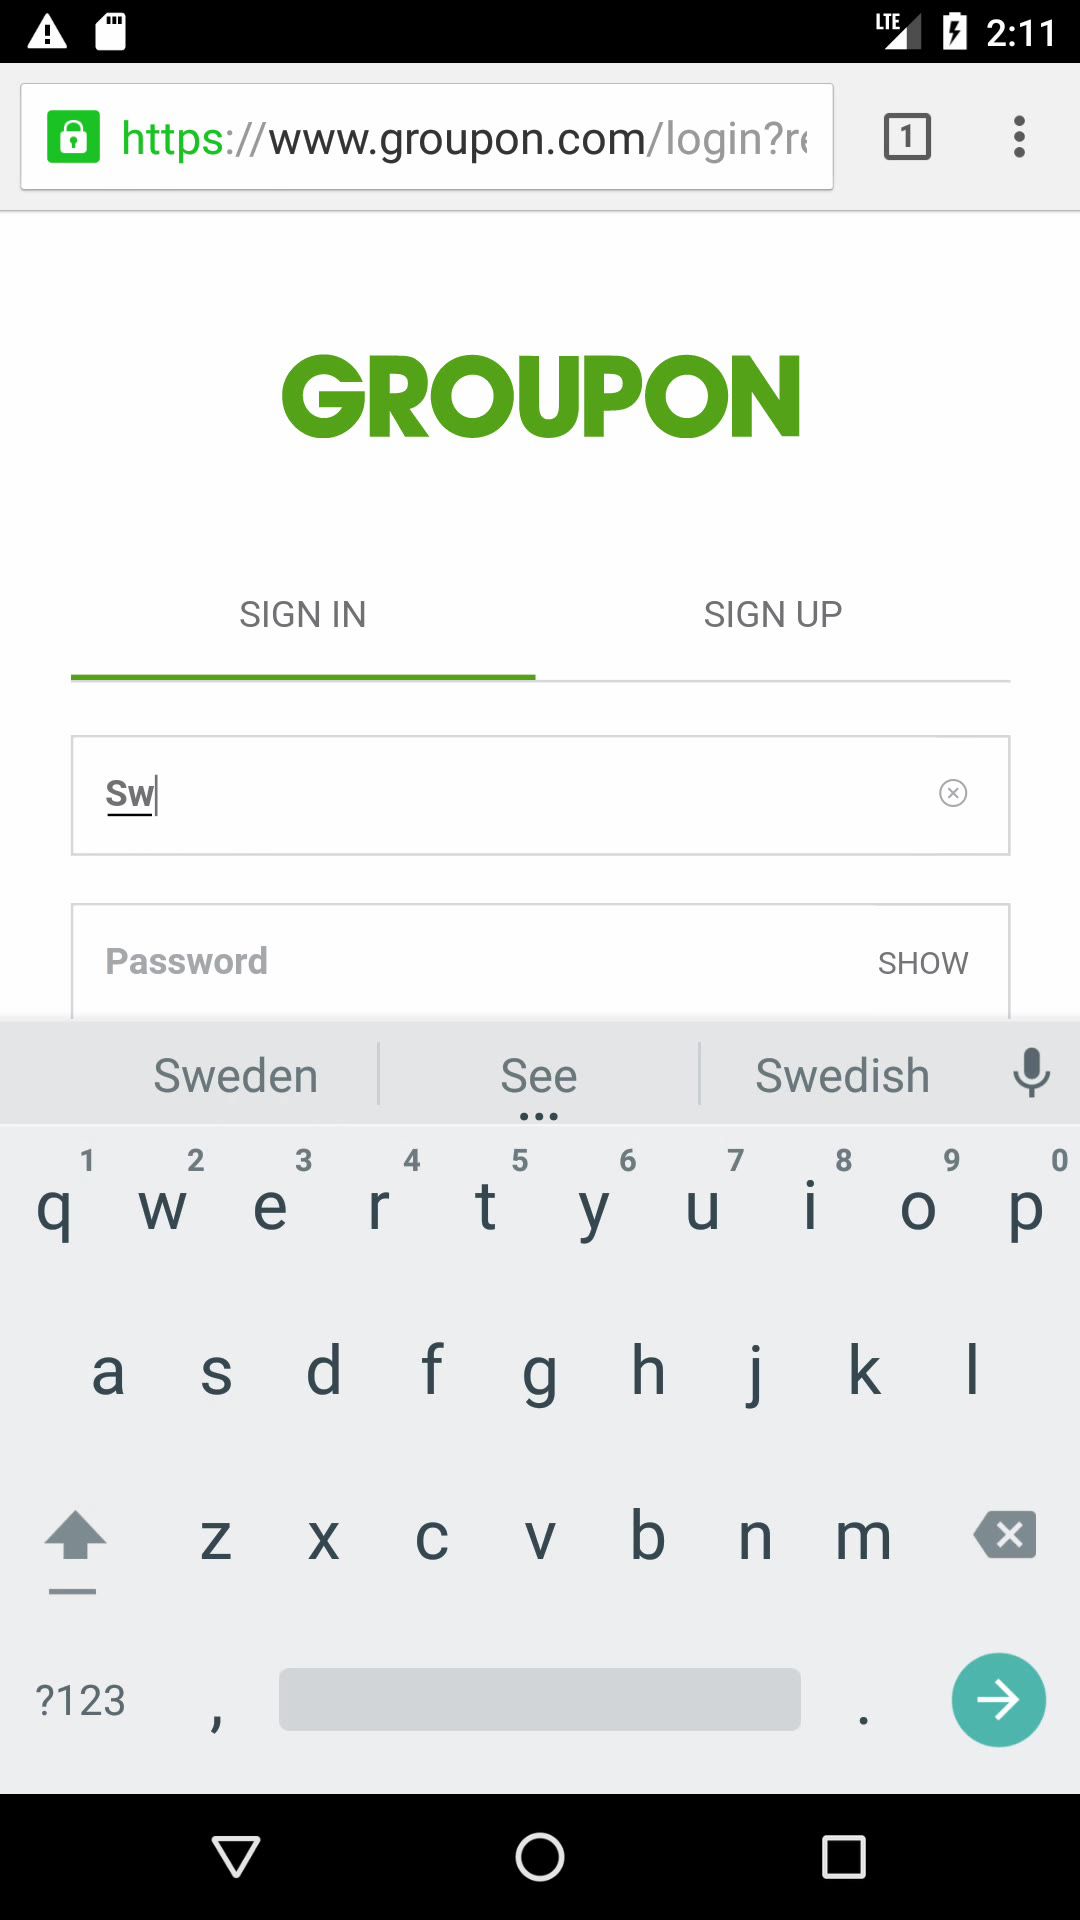 LTE 2:11
https://www.groupon.com/login?re
1
GROUPON
SIGN IN SIGN UP
Sw
Password SHOW
Sweden See Swedish
1 2 3 4 5 6 7 8 9 0
q w e r t y u i o p
a s d f g h j k l
z x c v b n m
?123 , .